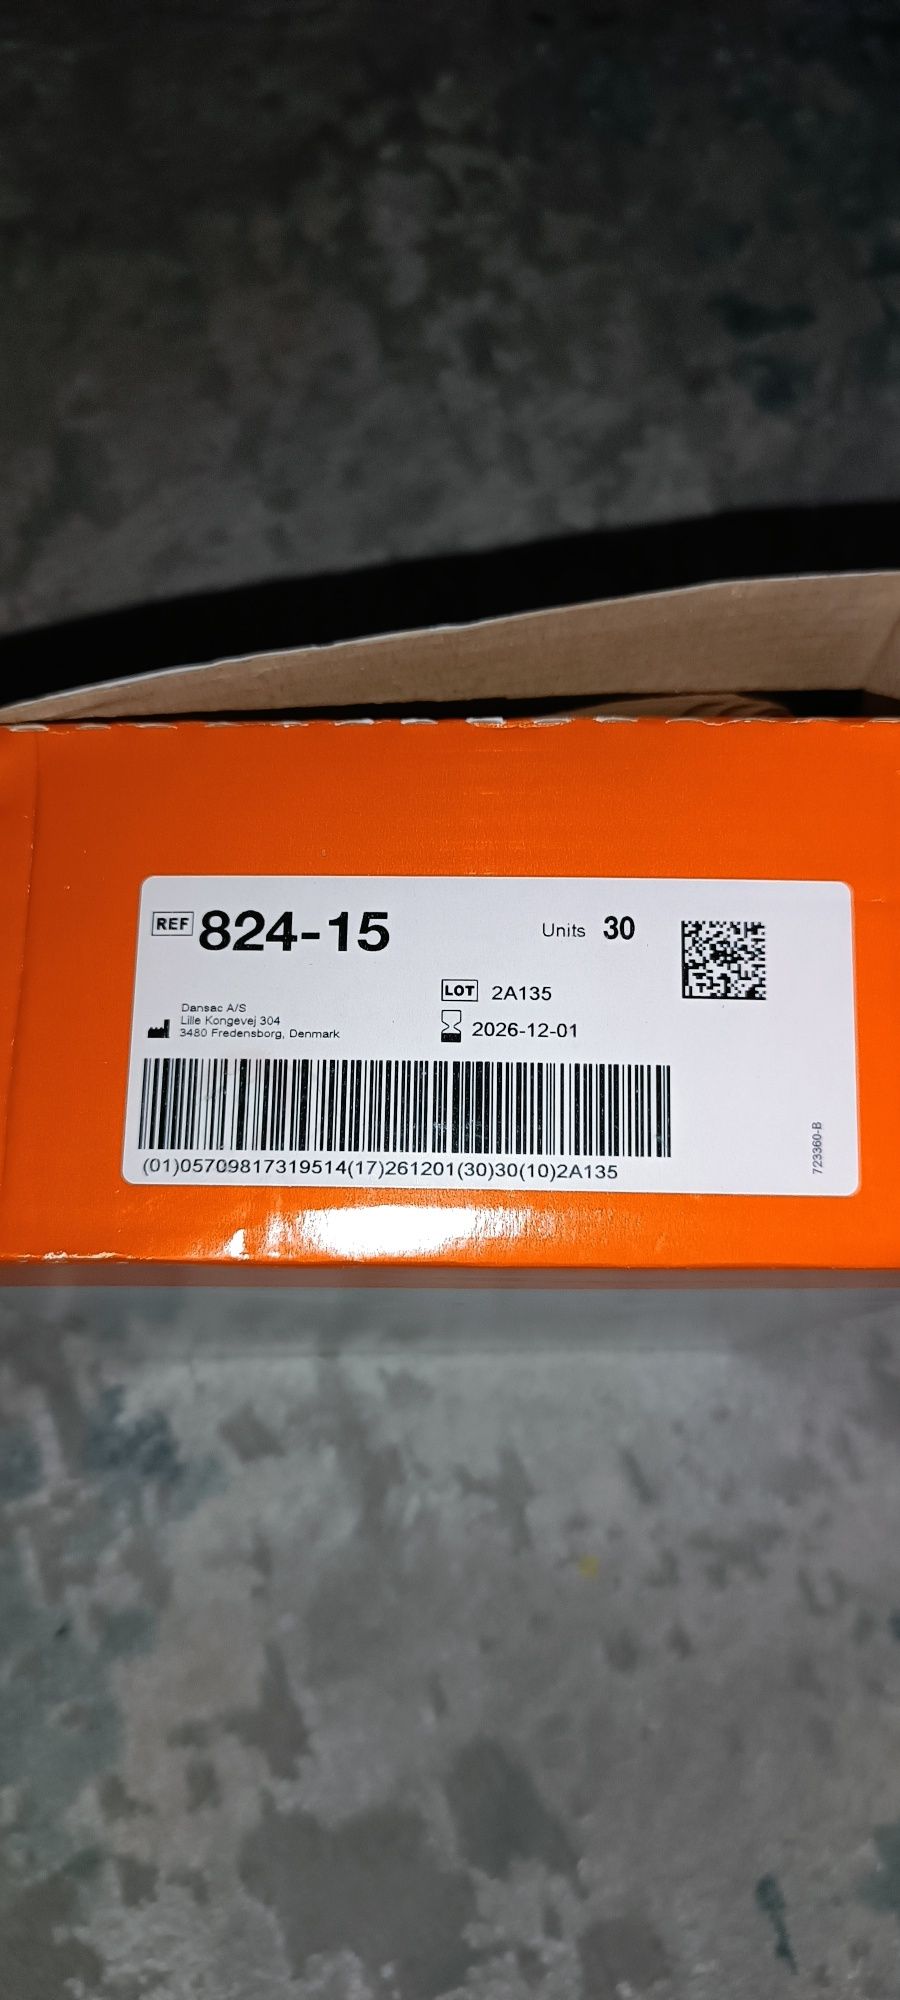 REF 824-15
Units 30
LOT 2A135
2026-12-01
Dansac A/S
Lille Kongevej 304
3480 Fredensborg, Denmark
(01)05709817319514(17)261201(30)30(10)2A135
723360-B